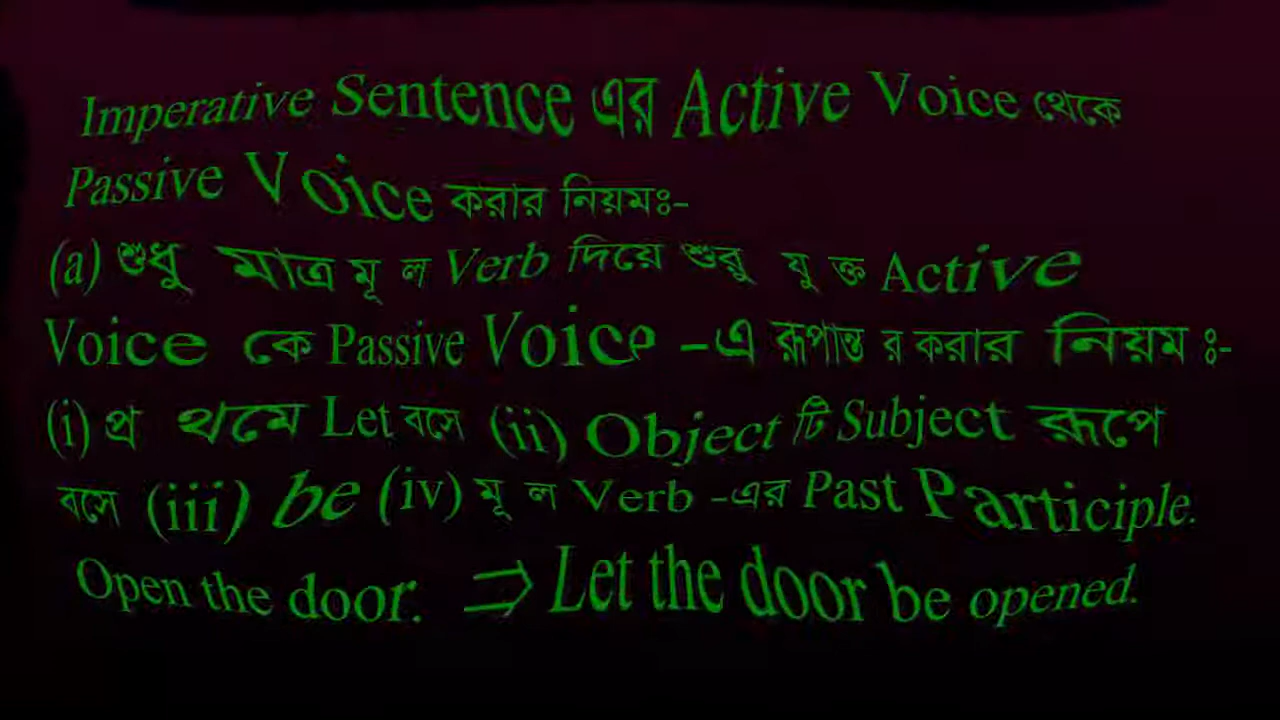 Imperative Sentence এর Active Voice থেকে
Passive Voice করার নিয়মঃ-
(a) শুধু মাত্র মূল Verb দিয়ে শুরু যুক্ত Active
Voice কে Passive Voice -এ রূপান্তর করার নিয়ম ঃ-
(i) প্রথমে Let বসে (ii) Object টি Subject রূপে
বসে (iii) be (iv) মূল Verb -এর Past Participle.
Open the door. ⇒ Let the door be opened.